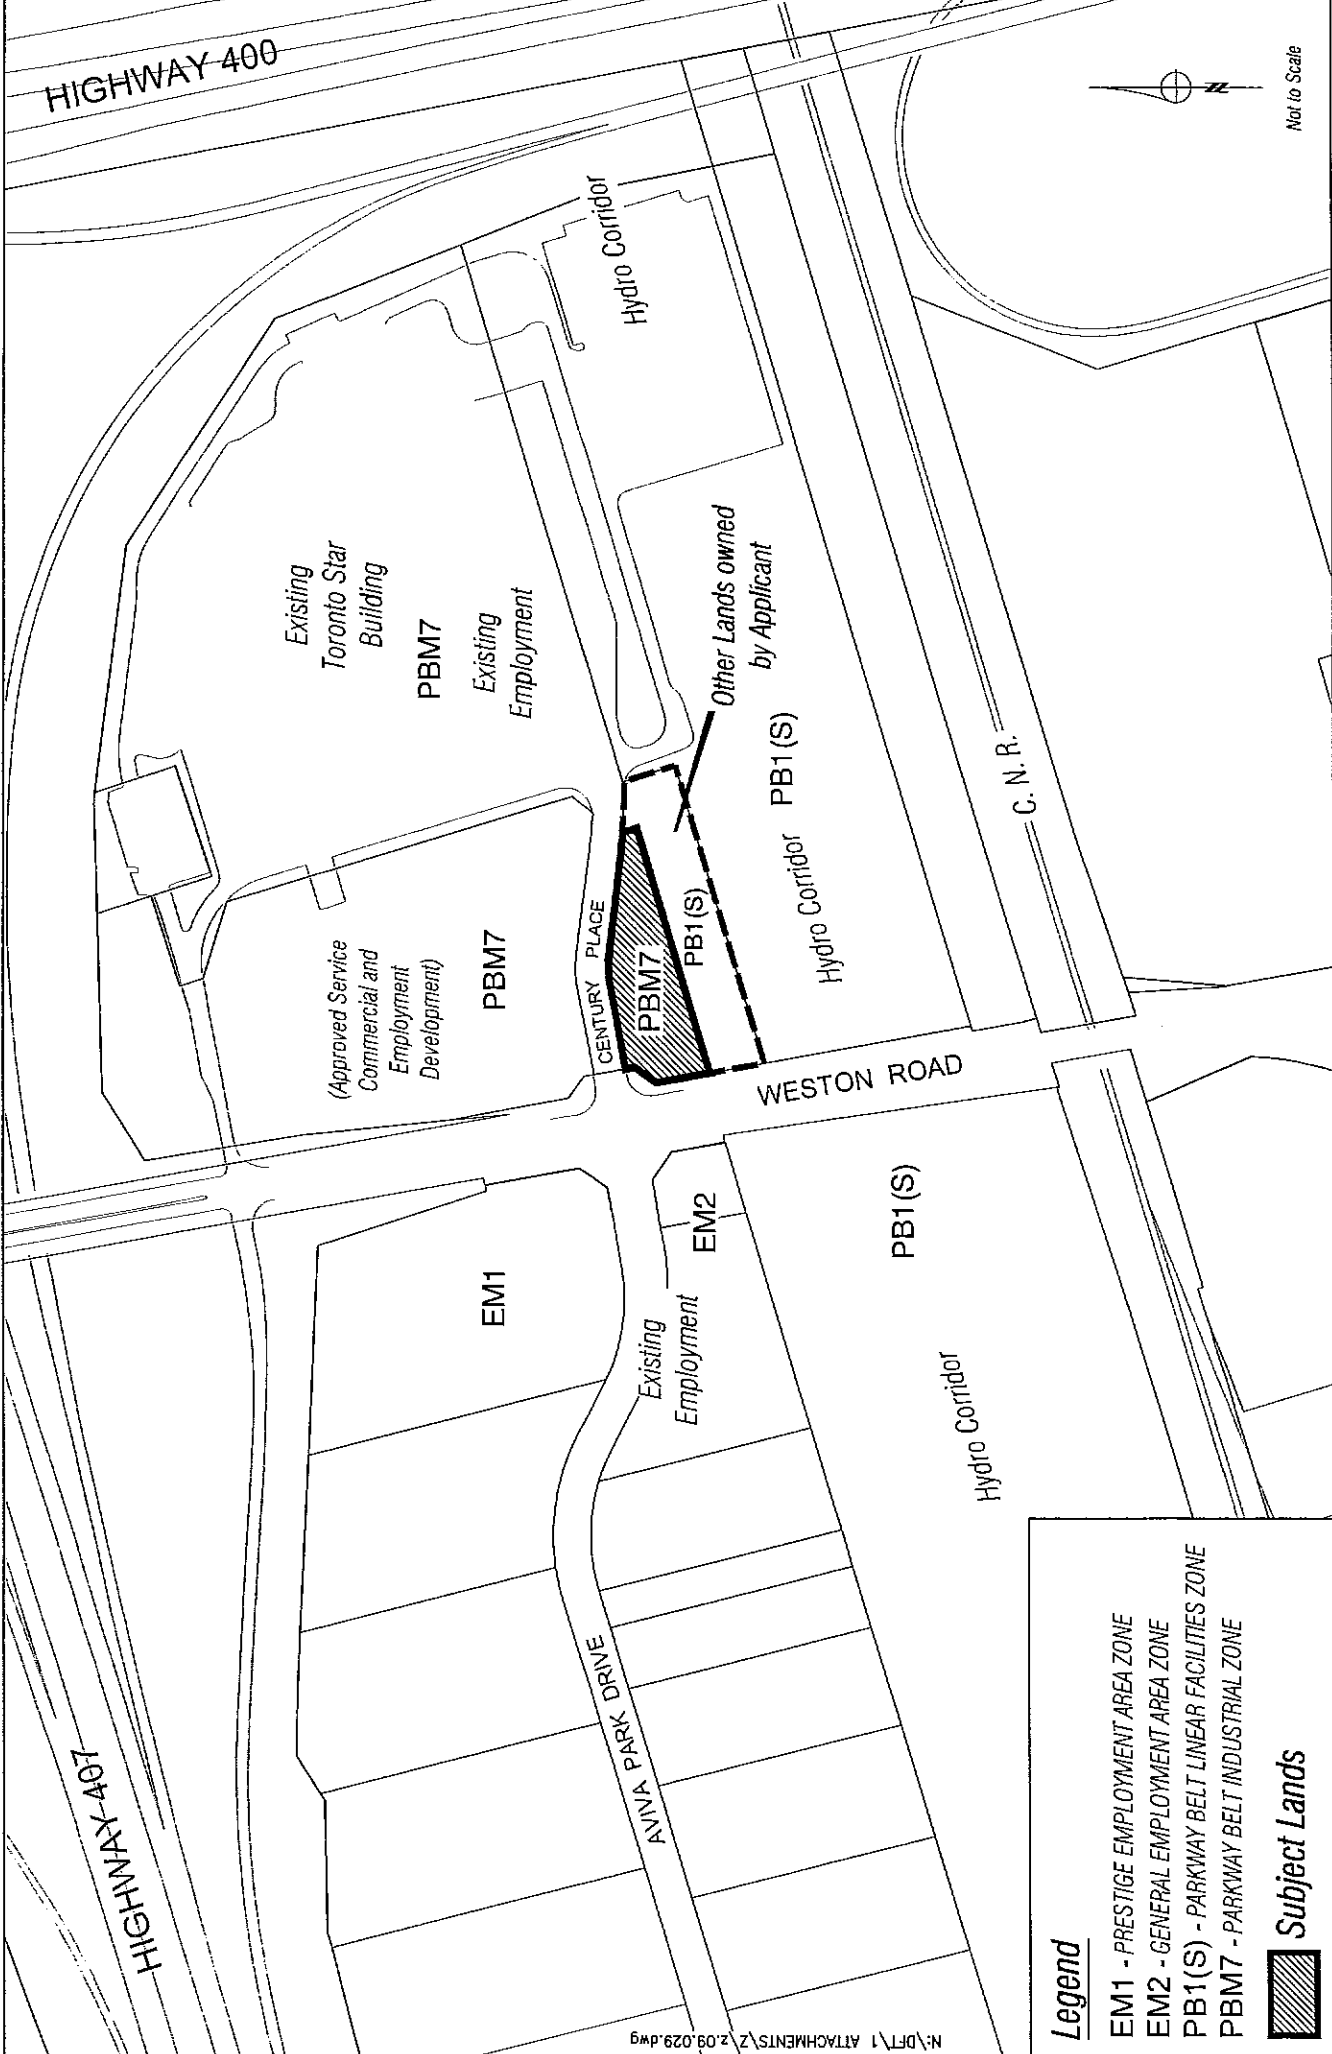 HIGHWAY 407
HIGHWAY 400
(Approved Service
Commercial and
Employment
Development)
PBM7
Existing
Toronto Star
Building
PBM7
Existing
Employment
EM1
CENTURY PLACE
AVIVA PARK DRIVE
Existing
Employment
EM2
PBM7
PB1(S)
Other Lands owned
by Applicant
Hydro Corridor
WESTON ROAD
Hydro Corridor
PB1(S)
PB1(S)
Hydro Corridor
C. N. R.
N
Not to Scale
Legend
EM1 - PRESTIGE EMPLOYMENT AREA ZONE
EM2 - GENERAL EMPLOYMENT AREA ZONE
PB1(S) - PARKWAY BELT LINEAR FACILITIES ZONE
PBM7 - PARKWAY BELT INDUSTRIAL ZONE
Subject Lands
N:\DFT\1 ATTACHMENTS\Z\z.09.029.dwg